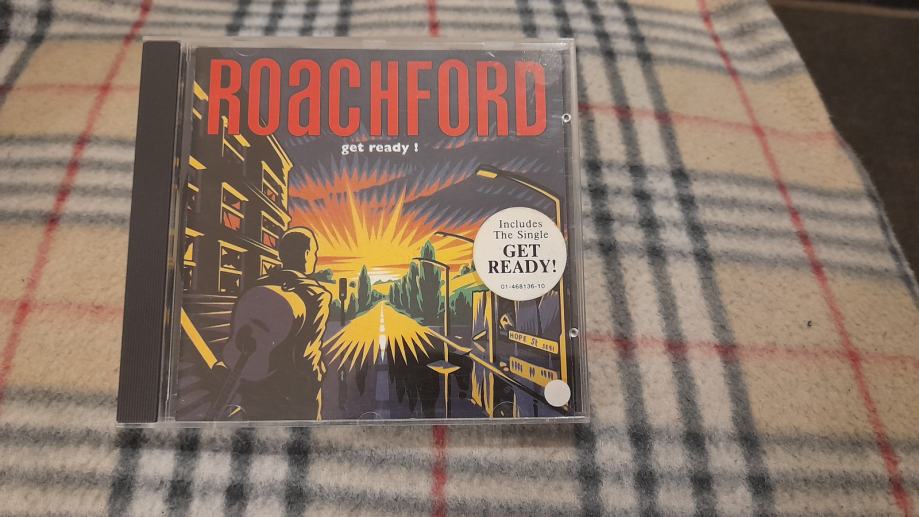 ROaCHFORD
get ready !
Includes
The Single
GET
READY!
01-468136-10
HOPE St